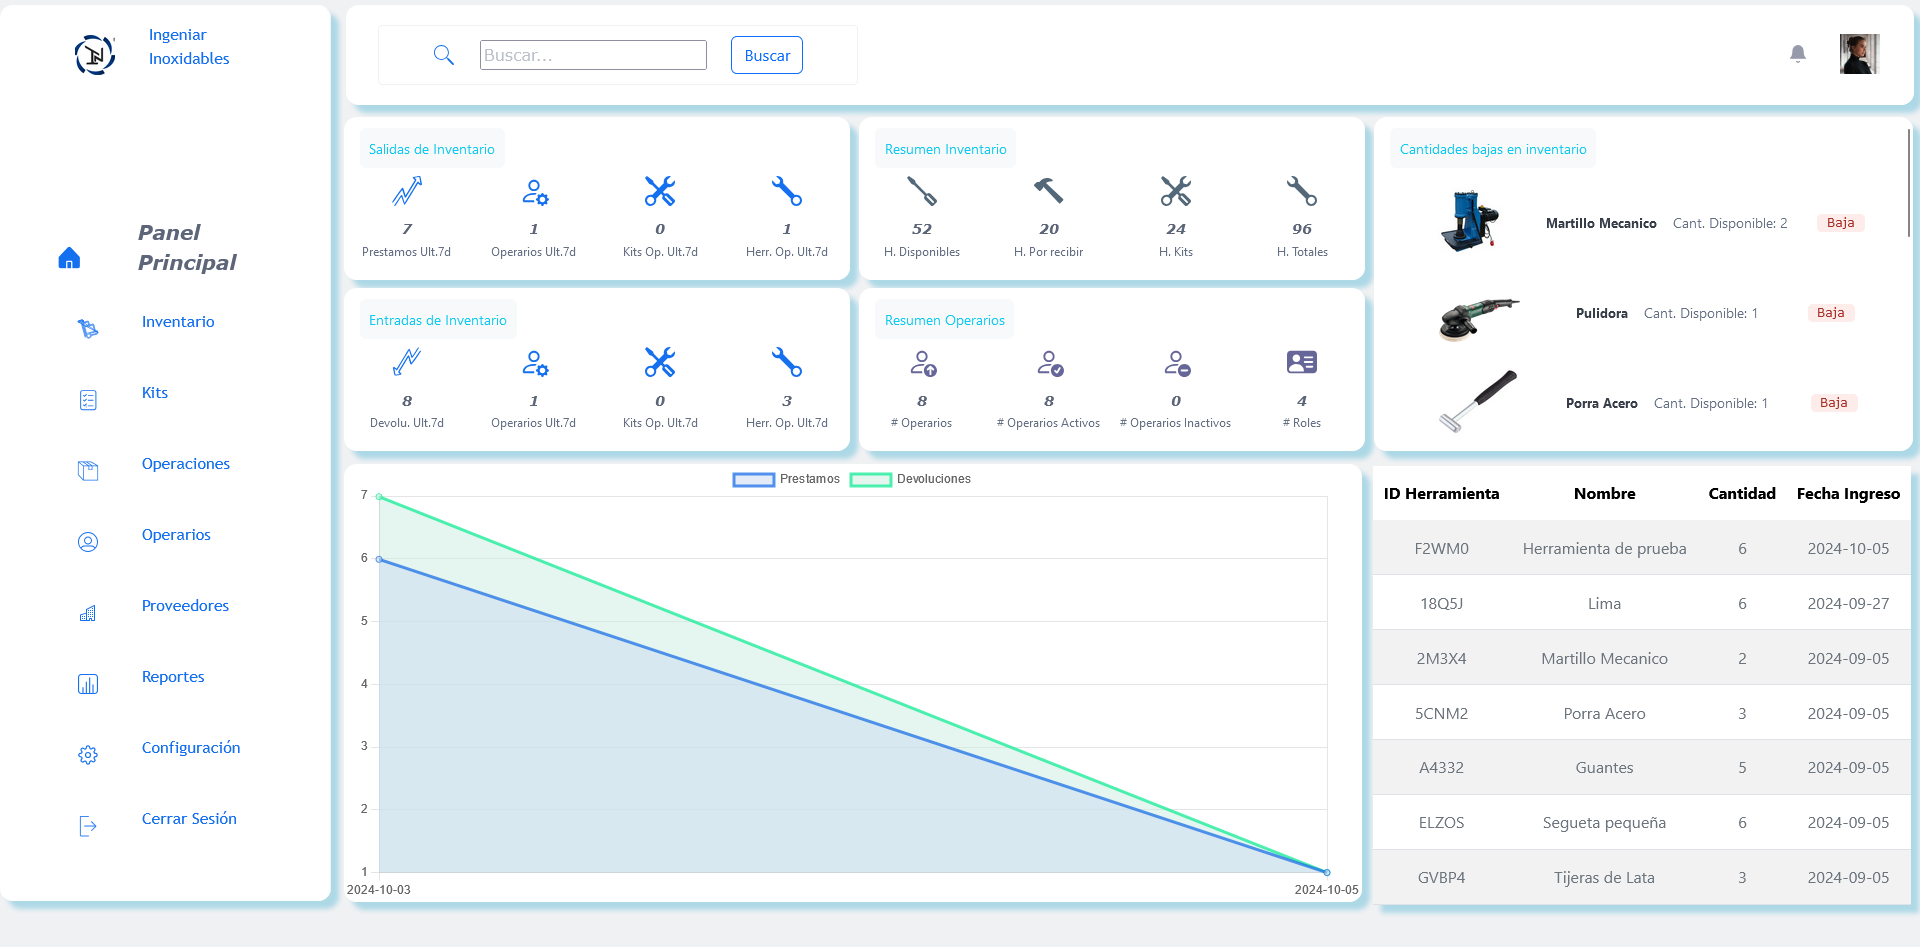 Ingeniar
Inoxidables
Panel
Principal
Inventario
Kits
Operaciones
Operarios
Proveedores
Reportes
Configuración
Cerrar Sesión
Buscar...
Buscar
Salidas de Inventario
7
1
0
1
Prestamos Ult.7d
Operarios Ult.7d
Kits Op. Ult.7d
Herr. Op. Ult.7d
Resumen Inventario
52
20
24
96
H. Disponibles
H. Por recibir
H. Kits
H. Totales
Entradas de Inventario
8
1
0
3
Devolu. Ult.7d
Operarios Ult.7d
Kits Op. Ult.7d
Herr. Op. Ult.7d
Resumen Operarios
8
8
0
4
# Operarios
# Operarios Activos
# Operarios Inactivos
# Roles
Cantidades bajas en inventario
Martillo Mecanico Cant. Disponible: 2 Baja
Pulidora Cant. Disponible: 1 Baja
Porra Acero Cant. Disponible: 1 Baja
Prestamos Devoluciones
7
6
5
4
3
2
1
2024-10-03 2024-10-05
ID Herramienta Nombre Cantidad Fecha Ingreso
F2WM0 Herramienta de prueba 6 2024-10-05
18Q5J Lima 6 2024-09-27
2M3X4 Martillo Mecanico 2 2024-09-05
5CNM2 Porra Acero 3 2024-09-05
A4332 Guantes 5 2024-09-05
ELZOS Segueta pequeña 6 2024-09-05
GVBP4 Tijeras de Lata 3 2024-09-05